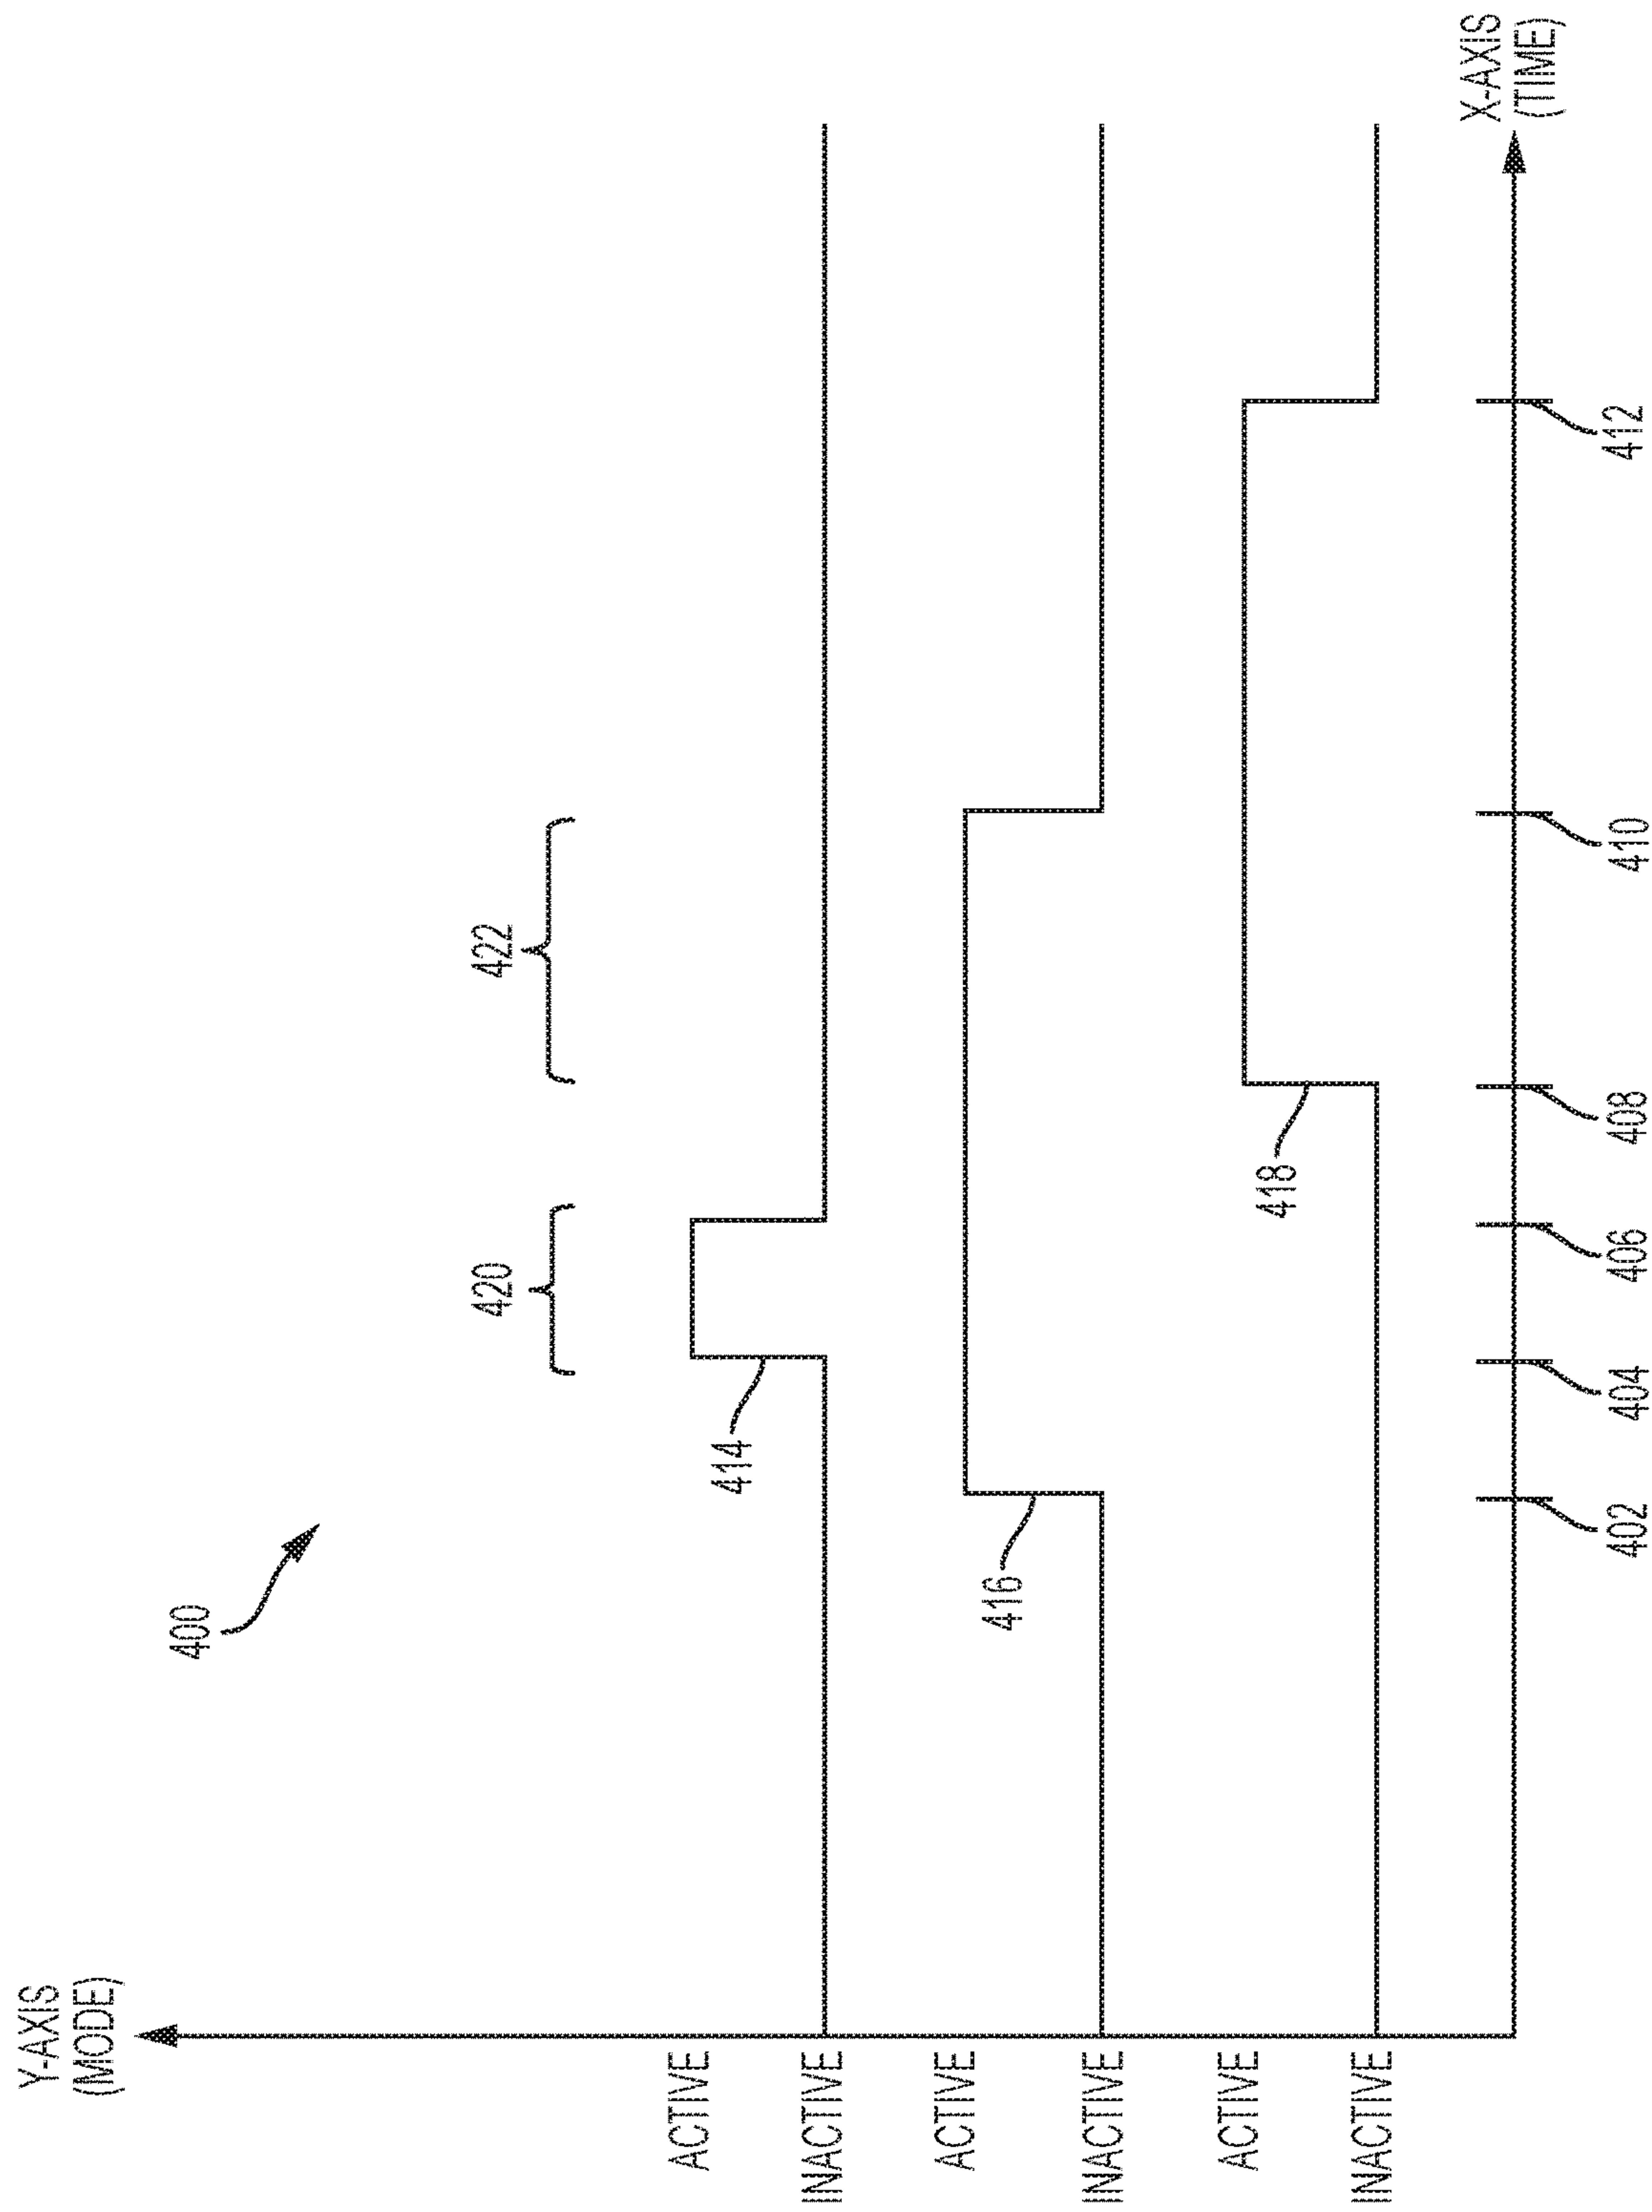 Y-AXIS
(MODE)
400
420
422
ACTIVE
414
INACTIVE
ACTIVE
416
INACTIVE
ACTIVE
418
INACTIVE
X-AXIS
(TIME)
402
404
406
408
410
412